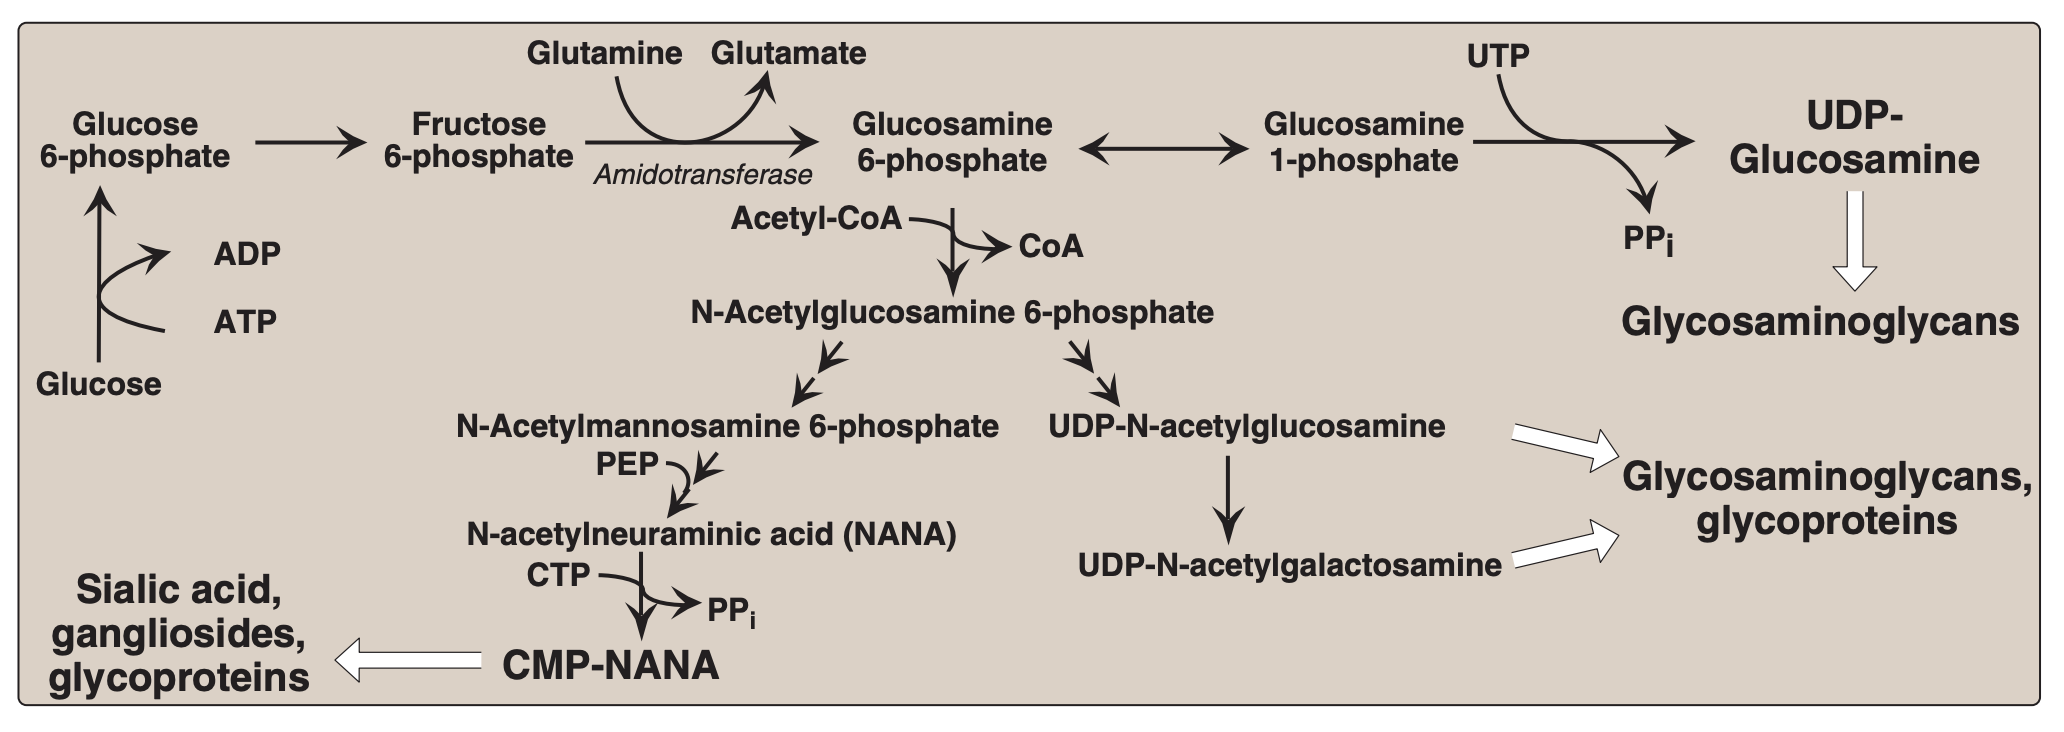 Glutamine
Glutamate
UTP
Glucose
6-phosphate
Fructose
6-phosphate
Amidotransferase
Glucosamine
6-phosphate
Glucosamine
1-phosphate
UDP-
Glucosamine
PPi
Acetyl-CoA
CoA
ADP
ATP
Glucose
N-Acetylglucosamine 6-phosphate
Glycosaminoglycans
N-Acetylmannosamine 6-phosphate
UDP-N-acetylglucosamine
PEP
Glycosaminoglycans,
glycoproteins
N-acetylneuraminic acid (NANA)
UDP-N-acetylgalactosamine
CTP
PPi
Sialic acid,
gangliosides,
glycoproteins
CMP-NANA